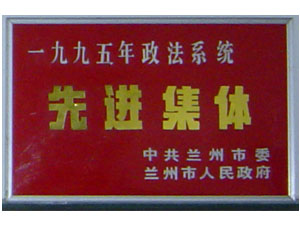 一九九五年政法系统
先进集体
中共兰州市委
兰州市人民政府